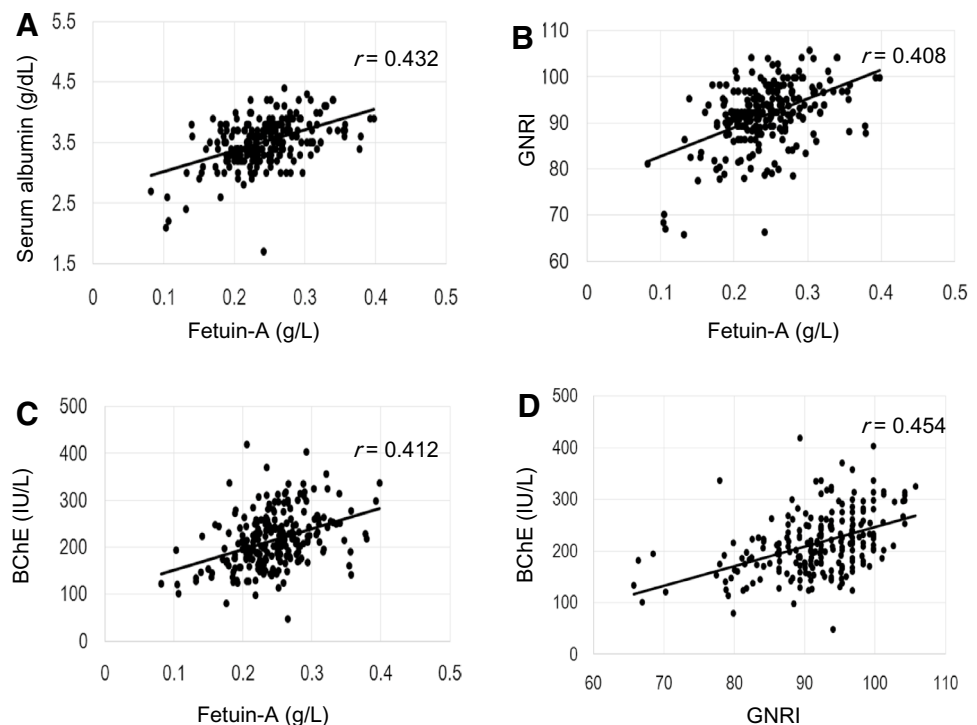 A
5.5
4.5
3.5
2.5
1.5
Serum albumin (g/dL)
r = 0.432
0 0.1 0.2 0.3 0.4 0.5
Fetuin-A (g/L)
B
110
100
90
80
70
60
GNRI
r = 0.408
0 0.1 0.2 0.3 0.4 0.5
Fetuin-A (g/L)
C
500
400
300
200
100
0
BChE (IU/L)
r = 0.412
0 0.1 0.2 0.3 0.4 0.5
Fetuin-A (g/L)
D
500
400
300
200
100
0
BChE (IU/L)
r = 0.454
60 70 80 90 100 110
GNRI